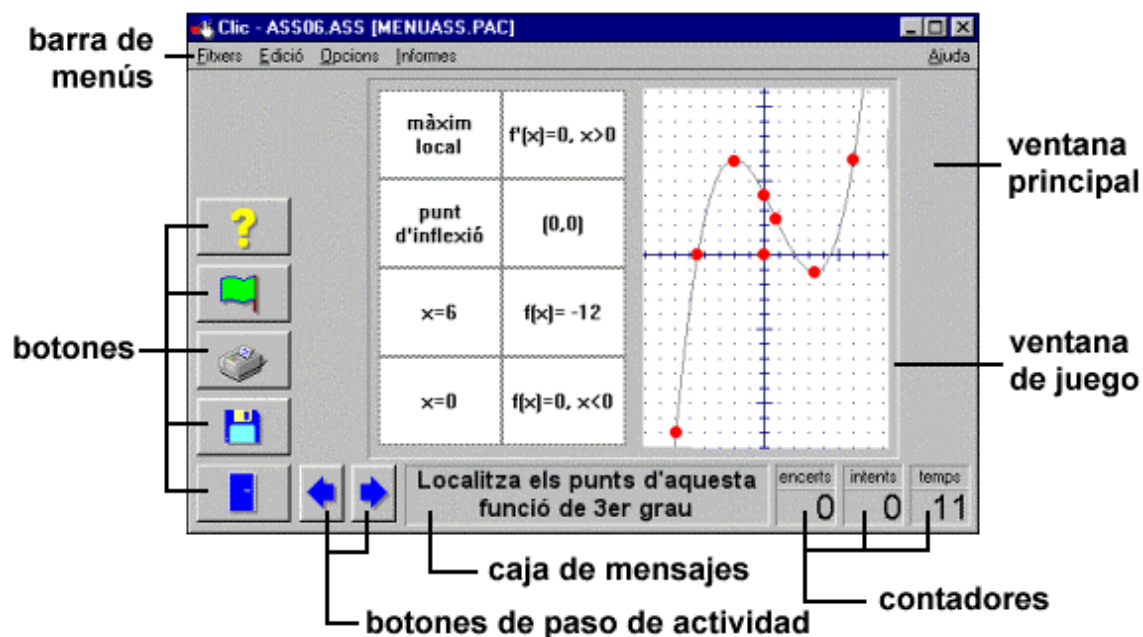 Clic - ASS06.ASS [MENUASS.PAC]
barra de
menús
Fitxers Edició Opcions Informes Ajuda
màxim
local
f'(x)=0, x>0
punt
d'inflexió
(0,0)
x=6
f(x)= -12
x=0
f(x)=0, x<0
ventana
principal
botones
ventana
de juego
Localitza els punts d'aquesta
funció de 3er grau
encerts intents temps
0 0 11
caja de mensajes
contadores
botones de paso de actividad